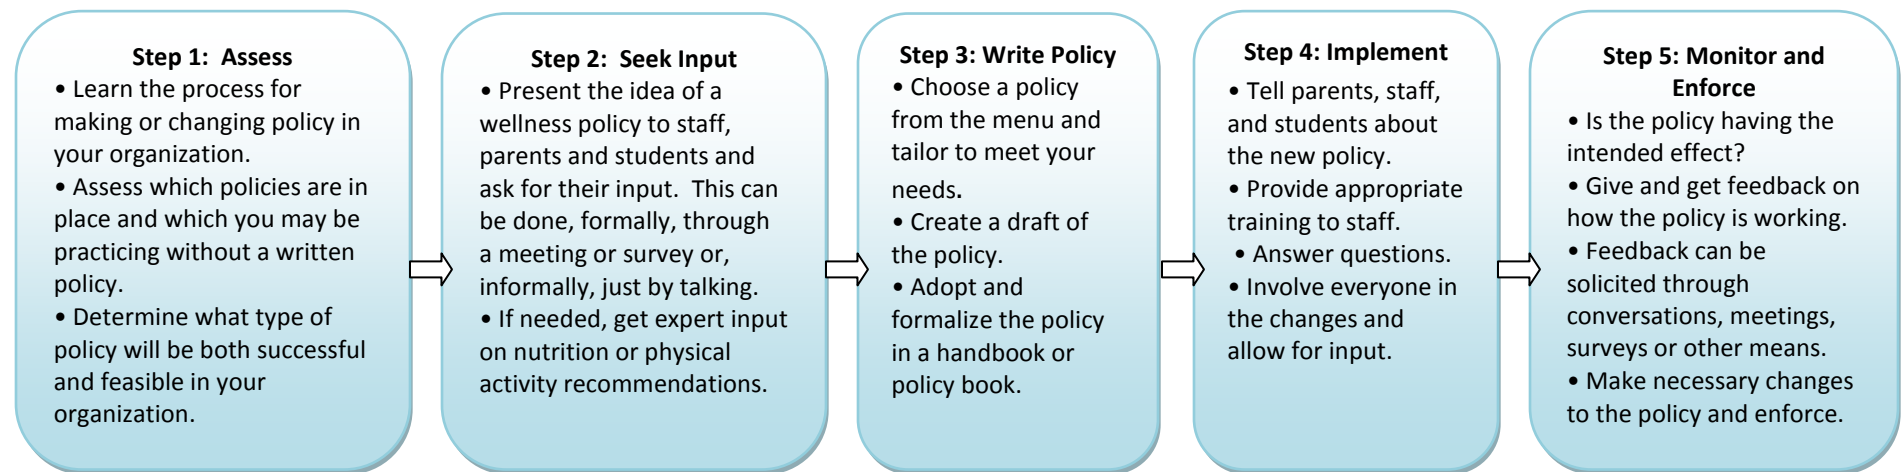 Step 1:  Assess
• Learn the process for
making or changing policy in
your organization.
• Assess which policies are in
place and which you may be
practicing without a written
policy.
• Determine what type of
policy will be both successful
and feasible in your
organization.
Step 2:  Seek Input
• Present the idea of a
wellness policy to staff,
parents and students and
ask for their input.  This can
be done, formally, through
a meeting or survey or,
informally, just by talking.
• If needed, get expert input
on nutrition or physical
activity recommendations.
Step 3: Write Policy
• Choose a policy
from the menu and
tailor to meet your
needs.
• Create a draft of
the policy.
• Adopt and
formalize the policy
in a handbook or
policy book.
Step 4: Implement
• Tell parents, staff,
and students about
the new policy.
• Provide appropriate
training to staff.
• Answer questions.
• Involve everyone in
the changes and
allow for input.
Step 5: Monitor and
Enforce
• Is the policy having the
intended effect?
• Give and get feedback on
how the policy is working.
• Feedback can be
solicited through
conversations, meetings,
surveys or other means.
• Make necessary changes
to the policy and enforce.